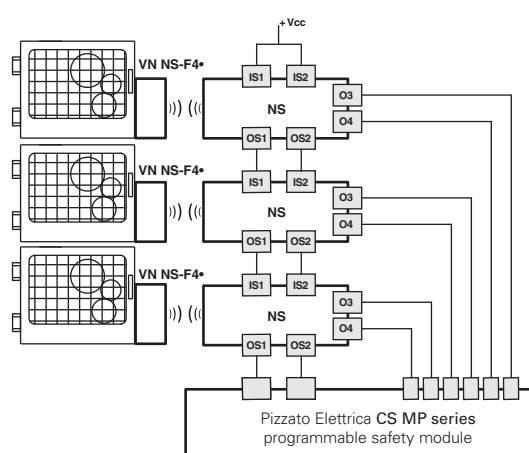 +Vcc
VN NS-F4•
IS1 IS2
O3
NS
O4
OS1 OS2
VN NS-F4•
IS1 IS2
O3
NS
O4
OS1 OS2
VN NS-F4•
IS1 IS2
O3
NS
O4
OS1 OS2
Pizzato Elettrica CS MP series
programmable safety module